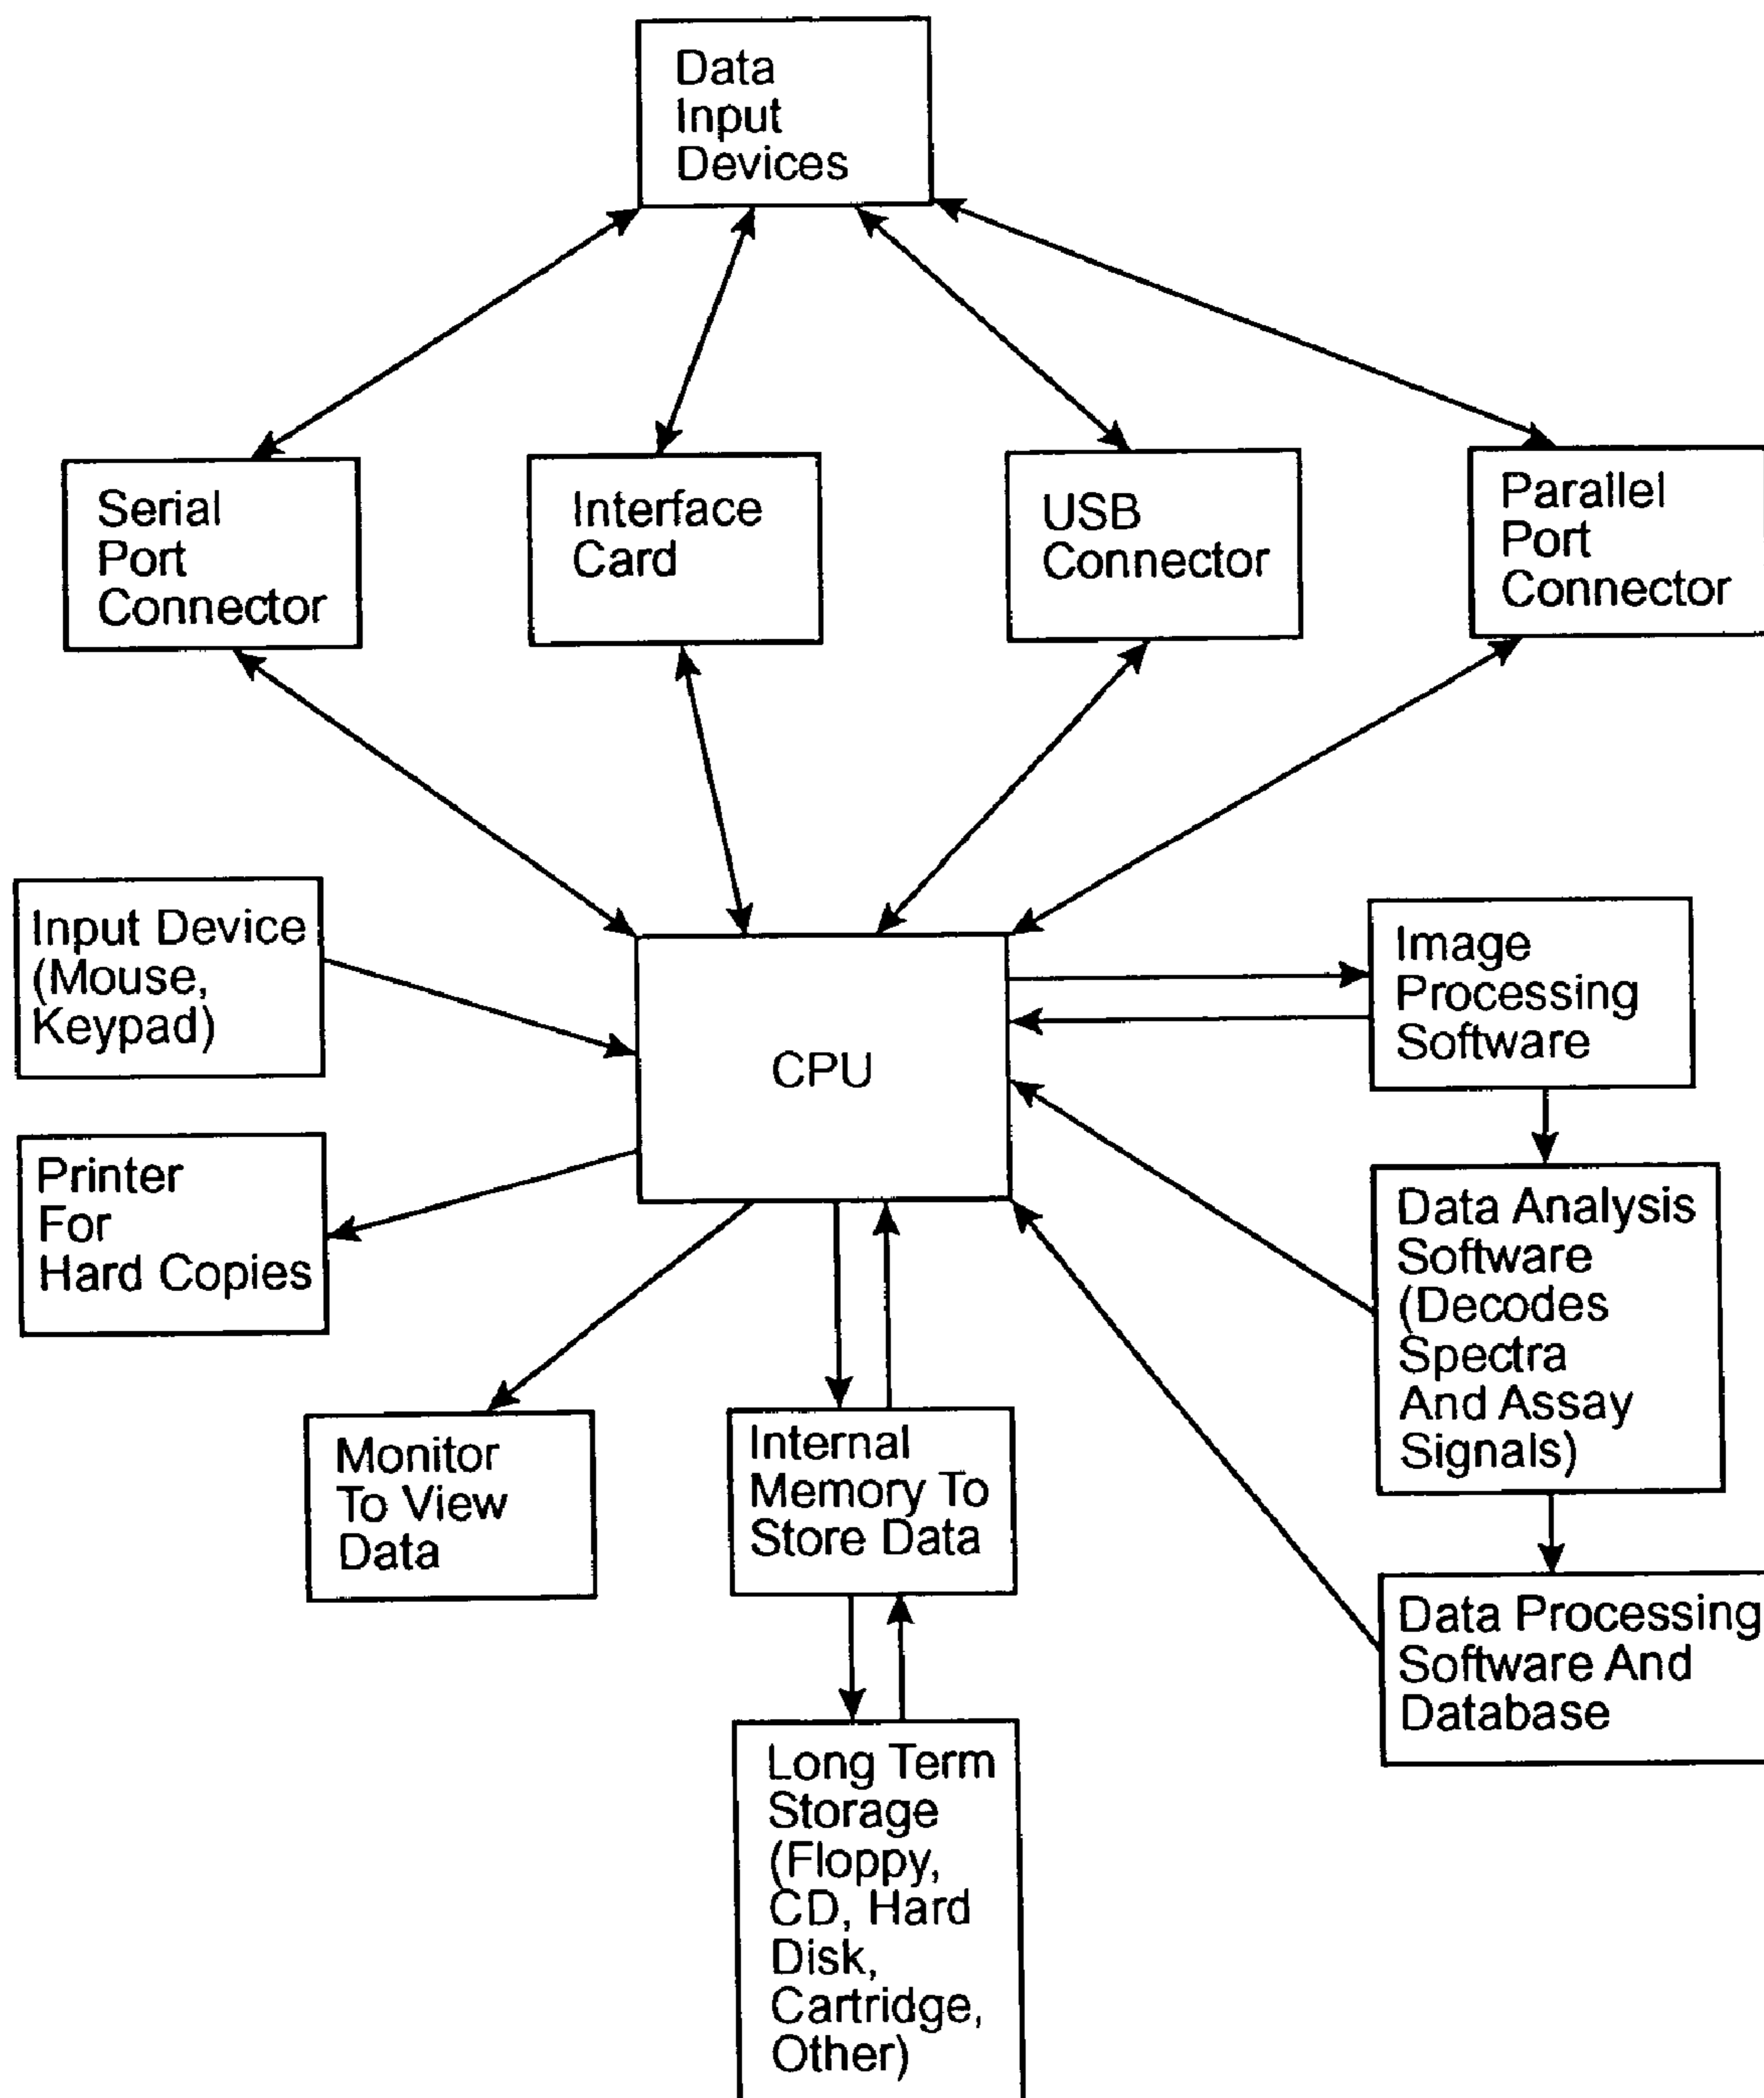 Data
Input
Devices
Serial
Port
Connector
Interface
Card
USB
Connector
Parallel
Port
Connector
Input Device
(Mouse,
Keypad)
CPU
Image
Processing
Software
Printer
For
Hard Copies
Data Analysis
Software
(Decodes
Spectra
And Assay
Signals)
Monitor
To View
Data
Internal
Memory To
Store Data
Data Processing
Software And
Database
Long Term
Storage
(Floppy,
CD, Hard
Disk,
Cartridge,
Other)